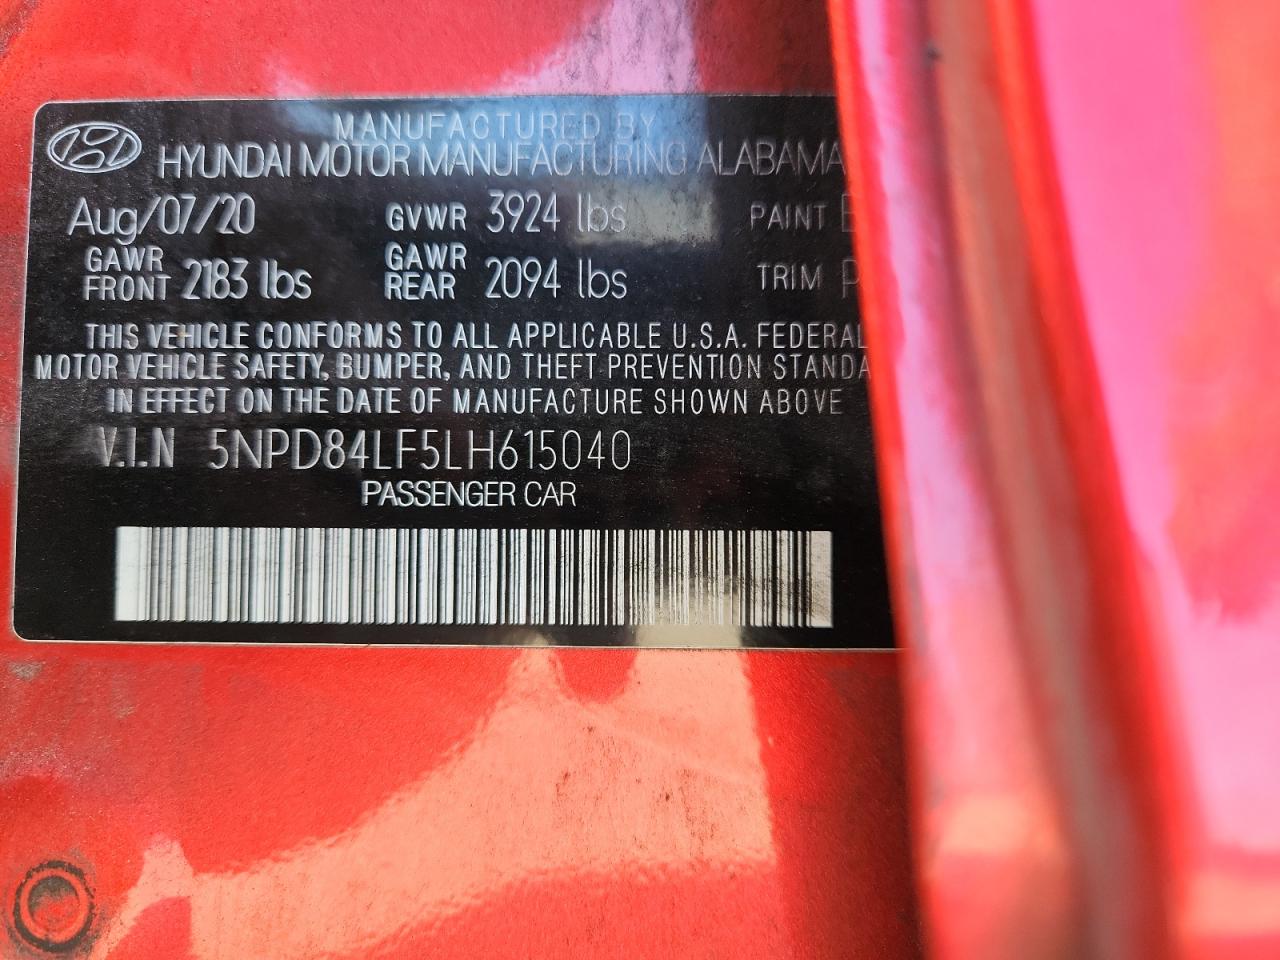 MANUFACTURED BY
HYUNDAI MOTOR MANUFACTURING ALABAMA
Aug/07/20 GVWR 3924 lbs PAINT
GAWR FRONT 2183 lbs GAWR REAR 2094 lbs TRIM
THIS VEHICLE CONFORMS TO ALL APPLICABLE U.S.A. FEDERAL
MOTOR VEHICLE SAFETY, BUMPER, AND THEFT PREVENTION STANDA
IN EFFECT ON THE DATE OF MANUFACTURE SHOWN ABOVE
V.I.N 5NPD84LF5LH615040
PASSENGER CAR